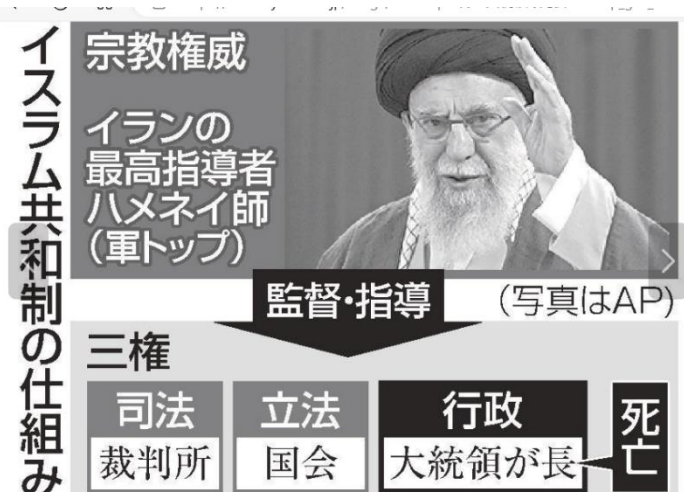 イスラム共和制の仕組み
宗教権威
イランの
最高指導者
ハメネイ師
(軍トップ)
監督・指導
(写真はAP)
三権
司法
裁判所
立法
国会
行政
大統領が長
死亡